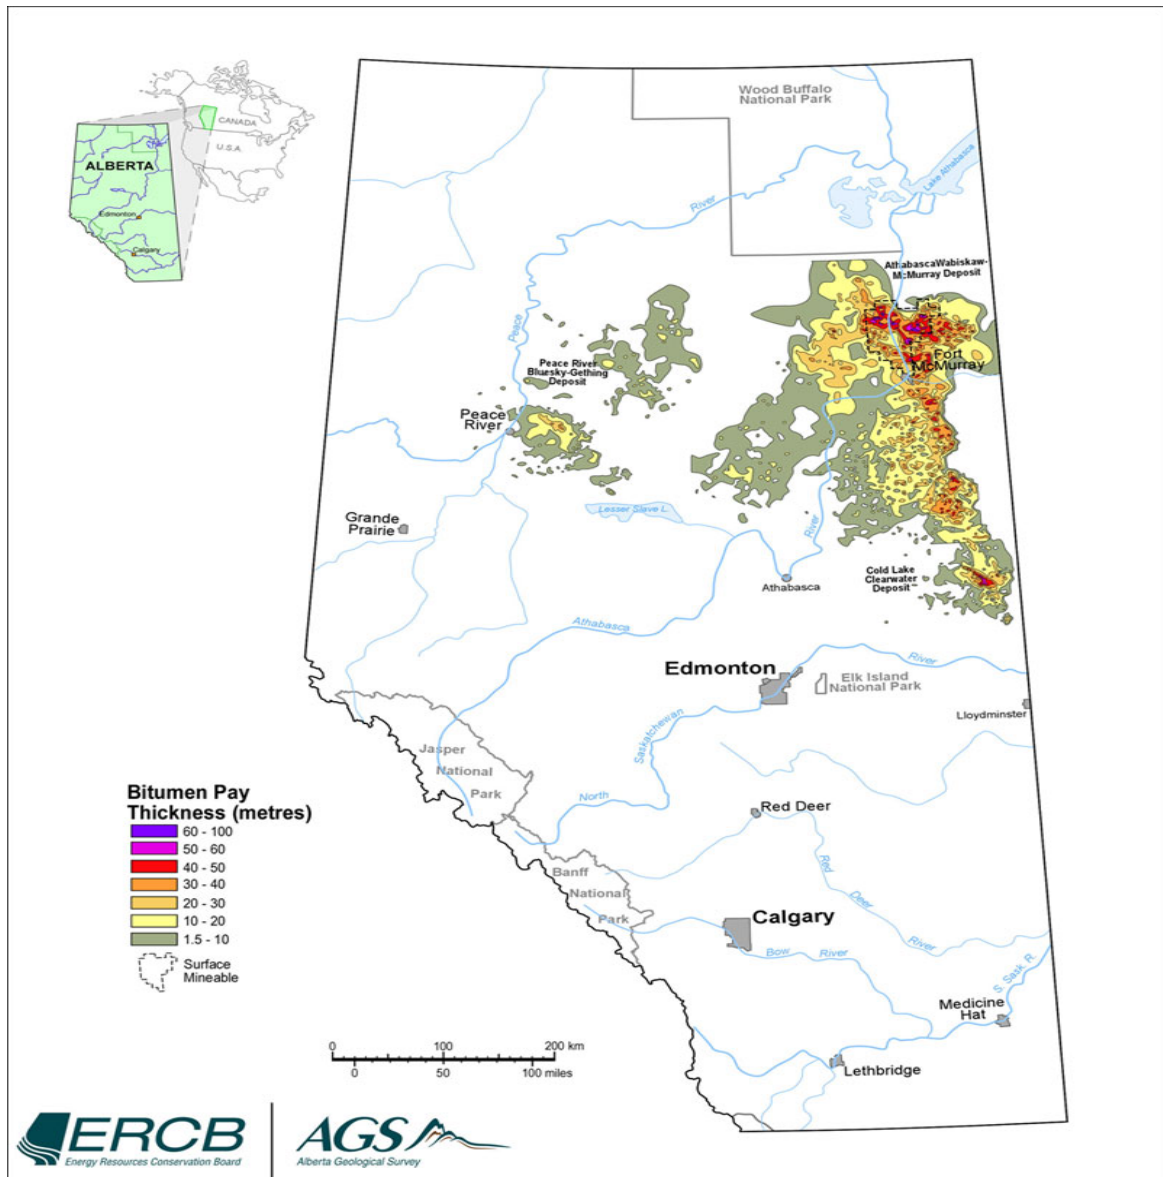 CANADA
U.S.A.
ALBERTA
Edmonton
Calgary
Wood Buffalo
National Park
Lake Athabasca
River
Peace
AthabascaWabiskaw-
McMurray Deposit
Fort
McMurray
Peace River
Bluesky-Gething
Deposit
Peace
River
Grande
Prairie
Lesser Slave L.
River
Athabasca
Cold Lake
Clearwater
Deposit
Athabasca
Edmonton
River
Elk Island
National Park
Lloydminster
Saskatchewan
North
Jasper
National
Park
Red Deer
Red
Deer
River
Banff
National
Park
Calgary
Bow
River
S. Sask. R.
Medicine
Hat
Lethbridge
Bitumen Pay
Thickness (metres)
60 - 100
50 - 60
40 - 50
30 - 40
20 - 30
10 - 20
1.5 - 10
Surface
Mineable
0 100 200 km
0 50 100 miles
ERCB
Energy Resources Conservation Board
AGS
Alberta Geological Survey